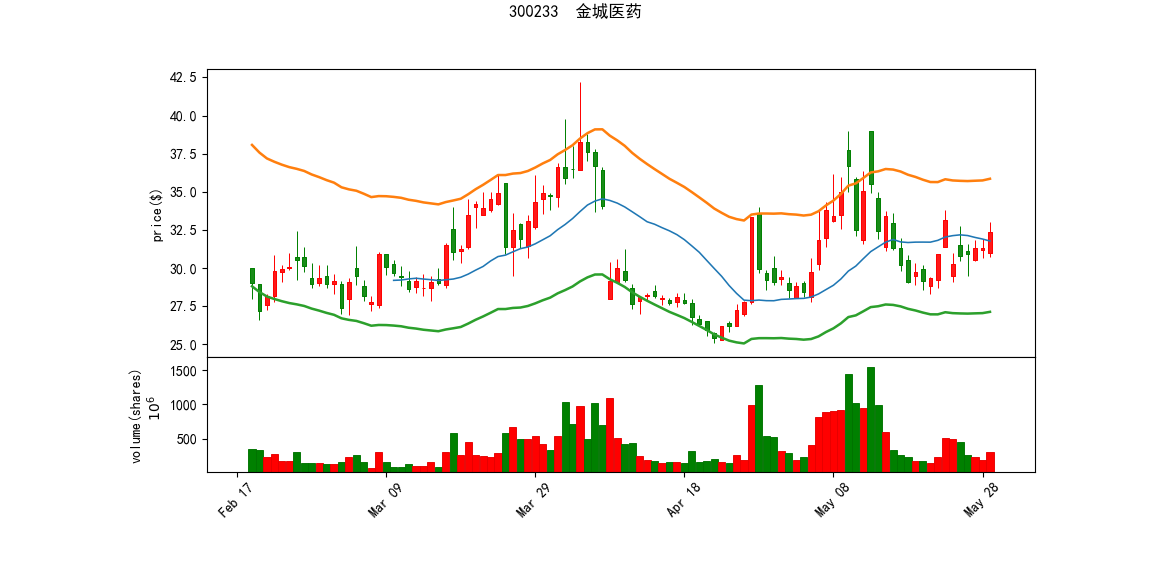 300233 金城医药
price($)
42.5
40.0
37.5
35.0
32.5
30.0
27.5
25.0
volume(shares)
10^6
1500
1000
500
Feb 17
Mar 09
Mar 29
Apr 18
May 08
May 28